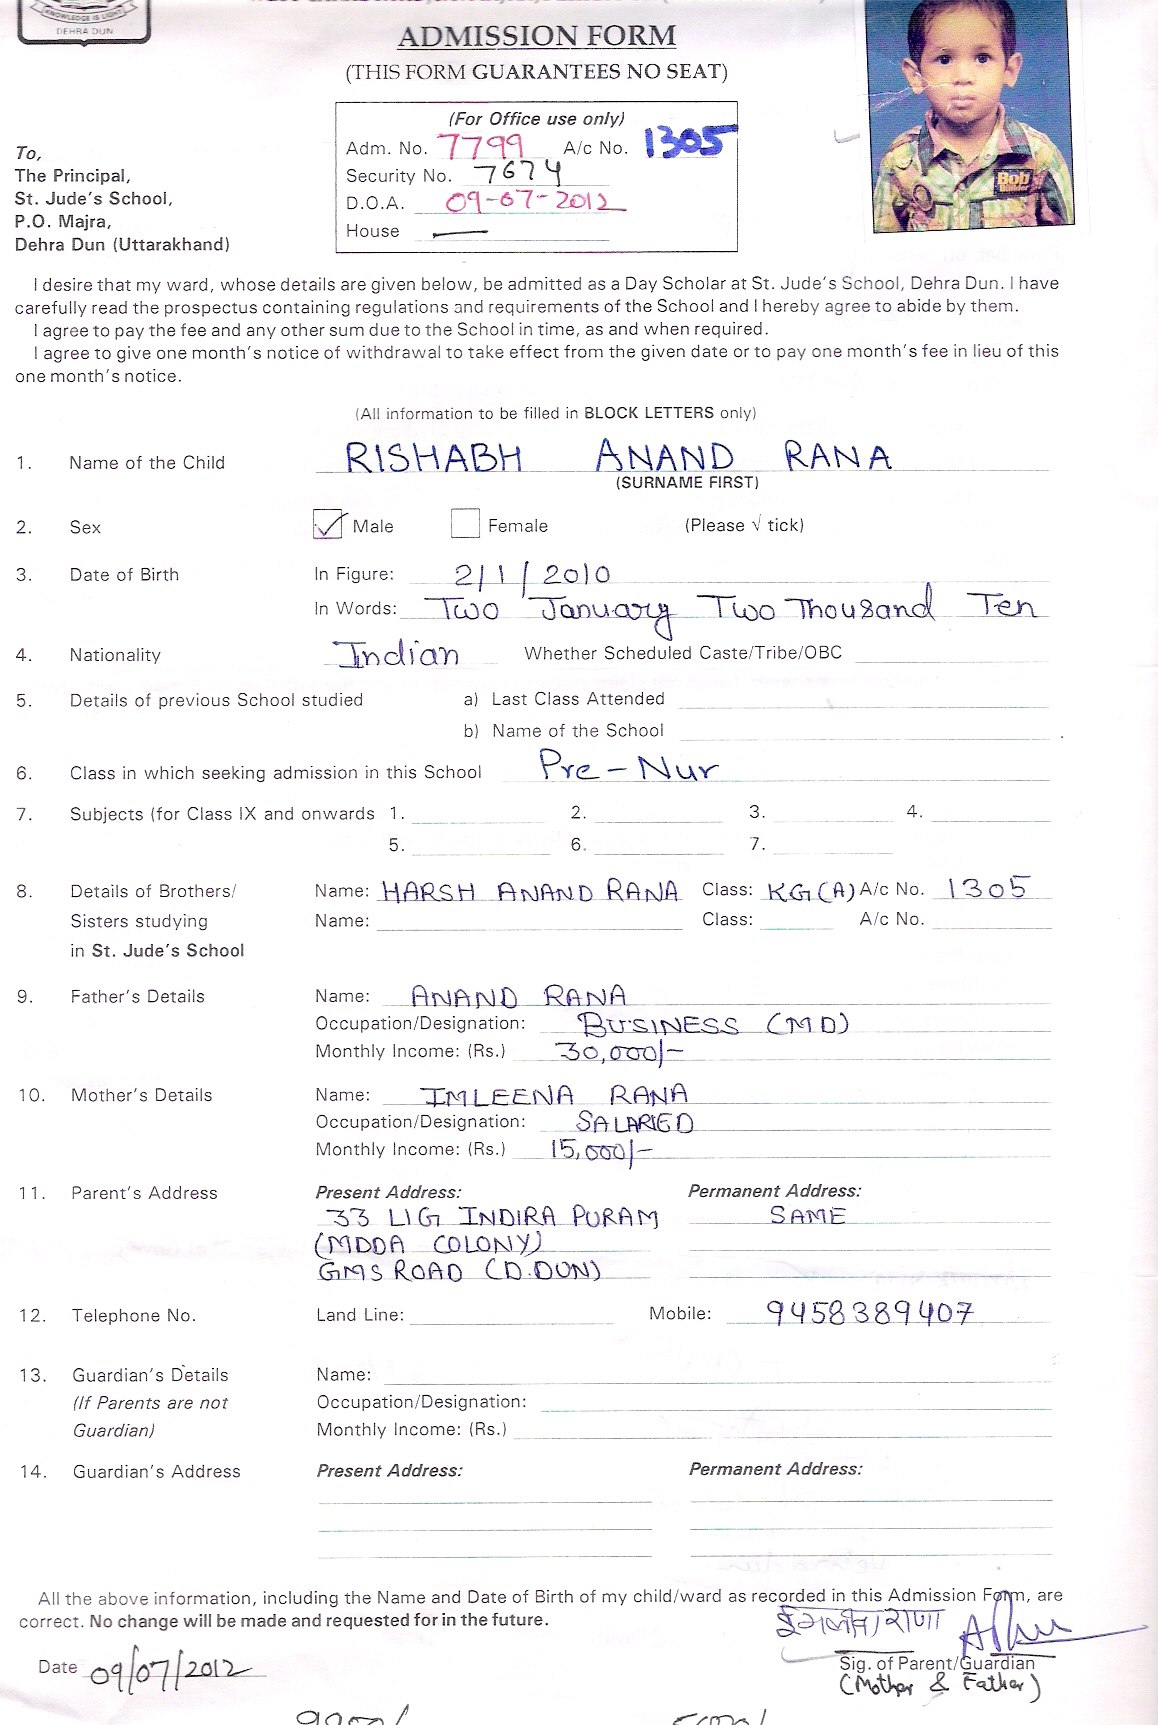 KNOWLEDGE IS LIGHT
DEHRA DUN
ADMISSION FORM
(THIS FORM GUARANTEES NO SEAT)
(For Office use only)
Adm. No. 7799 A/c No. 1305
Security No. 7674
D.O.A. 09-07-2012
House —
Bob
To,
The Principal,
St. Jude's School,
P.O. Majra,
Dehra Dun (Uttarakhand)
I desire that my ward, whose details are given below, be admitted as a Day Scholar at St. Jude's School, Dehra Dun. I have
carefully read the prospectus containing regulations and requirements of the School and I hereby agree to abide by them.
I agree to pay the fee and any other sum due to the School in time, as and when required.
I agree to give one month's notice of withdrawal to take effect from the given date or to pay one month's fee in lieu of this
one month's notice.
(All information to be filled in BLOCK LETTERS only)
1. Name of the Child RISHABH ANAND RANA
(SURNAME FIRST)
2. Sex ✓ Male Female (Please √ tick)
3. Date of Birth In Figure: 2/1/2010
In Words: Two January Two Thousand Ten
4. Nationality Indian Whether Scheduled Caste/Tribe/OBC
5. Details of previous School studied a) Last Class Attended
b) Name of the School
6. Class in which seeking admission in this School Pre-Nur
7. Subjects (for Class IX and onwards 1. 2. 3. 4.
5. 6. 7.
8. Details of Brothers/ Name: HARSH ANAND RANA Class: KG(A) A/c No. 1305
Sisters studying Name: Class: A/c No.
in St. Jude's School
9. Father's Details Name: ANAND RANA
Occupation/Designation: BUSINESS (MD)
Monthly Income: (Rs.) 30,000/-
10. Mother's Details Name: IMLEENA RANA
Occupation/Designation: SALARIED
Monthly Income: (Rs.) 15,000/-
11. Parent's Address Present Address: Permanent Address:
33 LIG INDIRA PURAM SAME
(MDDA COLONY)
GMS ROAD (D.DUN)
12. Telephone No. Land Line: Mobile: 9458389407
13. Guardian's Details Name:
(If Parents are not Occupation/Designation:
Guardian) Monthly Income: (Rs.)
14. Guardian's Address Present Address: Permanent Address:
All the above information, including the Name and Date of Birth of my child/ward as recorded in this Admission Form, are
correct. No change will be made and requested for in the future.
इमलीना राणा
Date 09/07/2012 Sig. of Parent/Guardian
(Mother & Father)